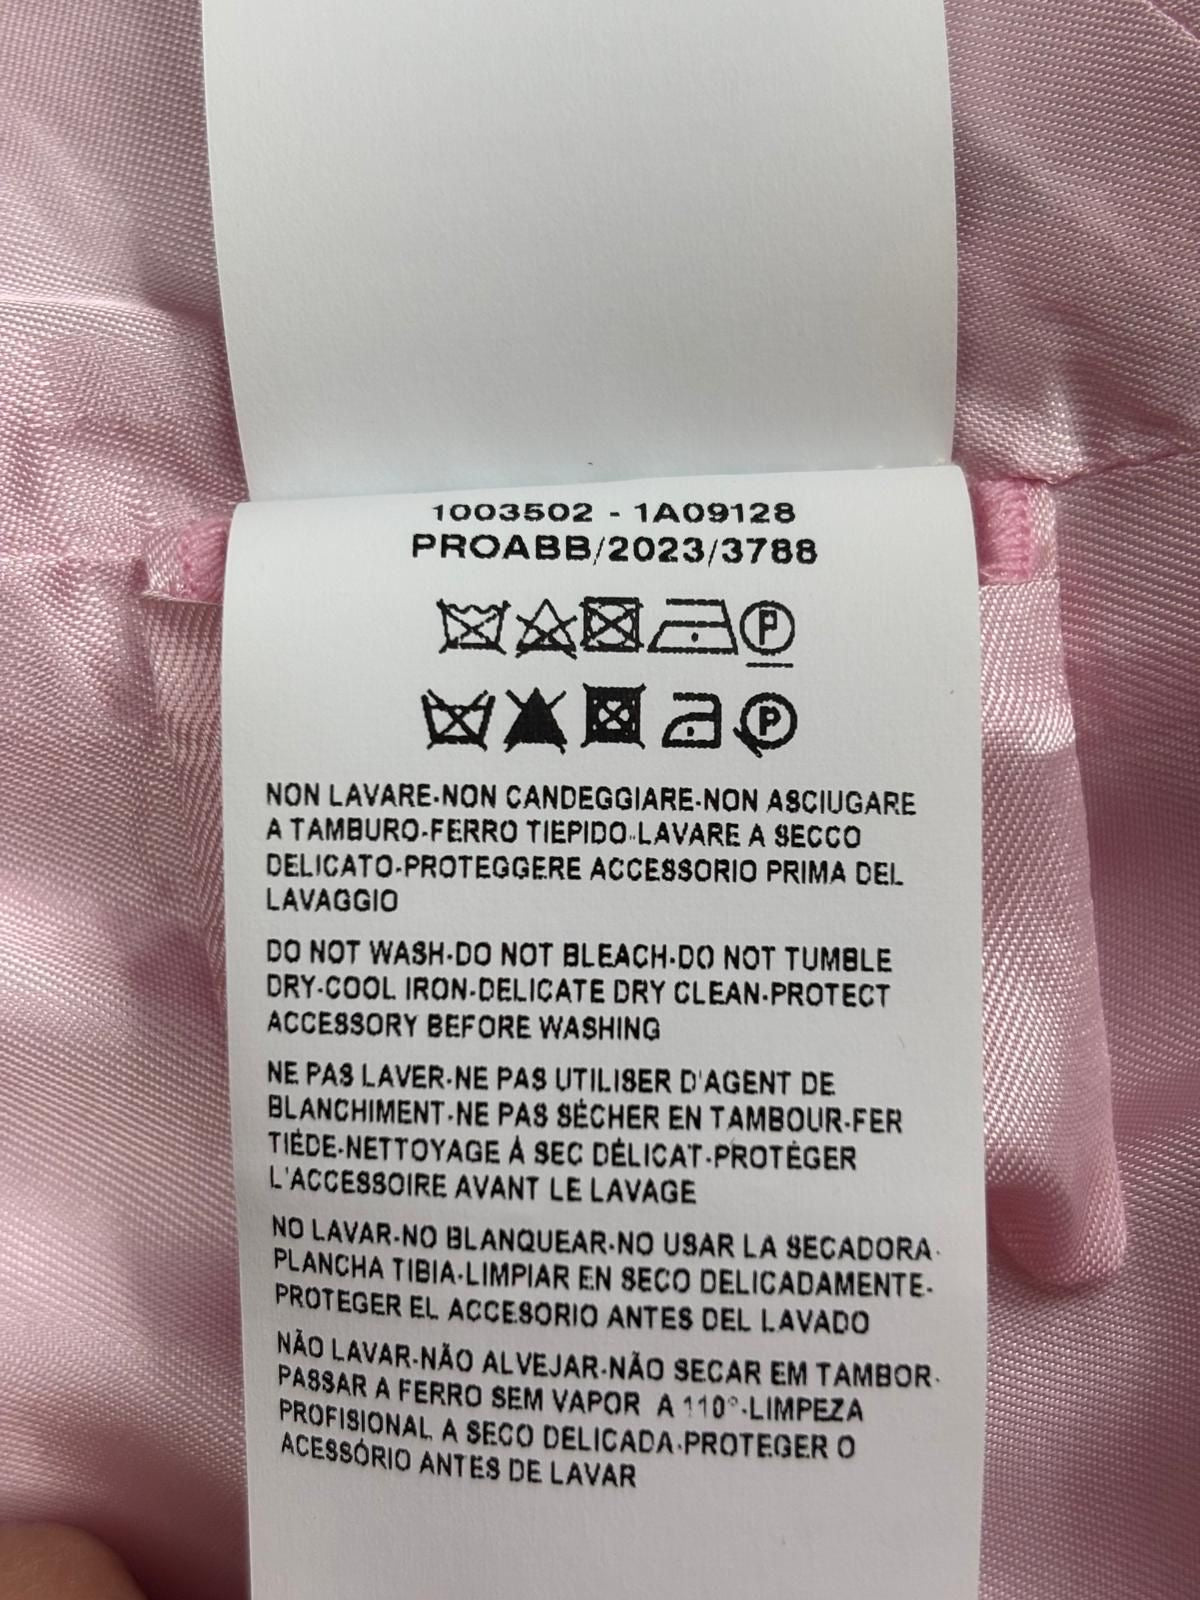 1003502 - 1A09128
PROABB/2023/3788
P
P
NON LAVARE-NON CANDEGGIARE-NON ASCIUGARE
A TAMBURO-FERRO TIEPIDO-LAVARE A SECCO
DELICATO-PROTEGGERE ACCESSORIO PRIMA DEL
LAVAGGIO
DO NOT WASH-DO NOT BLEACH-DO NOT TUMBLE
DRY-COOL IRON-DELICATE DRY CLEAN-PROTECT
ACCESSORY BEFORE WASHING
NE PAS LAVER-NE PAS UTILISER D'AGENT DE
BLANCHIMENT-NE PAS SÉCHER EN TAMBOUR-FER
TIÉDE-NETTOYAGE Á SEC DÉLICAT-PROTÉGER
L'ACCESSOIRE AVANT LE LAVAGE
NO LAVAR-NO BLANQUEAR-NO USAR LA SECADORA-
PLANCHA TIBIA-LIMPIAR EN SECO DELICADAMENTE-
PROTEGER EL ACCESORIO ANTES DEL LAVADO
NÃO LAVAR-NÃO ALVEJAR-NÃO SECAR EM TAMBOR-
PASSAR A FERRO SEM VAPOR A 110°-LIMPEZA
PROFISIONAL A SECO DELICADA-PROTEGER O
ACESSÓRIO ANTES DE LAVAR